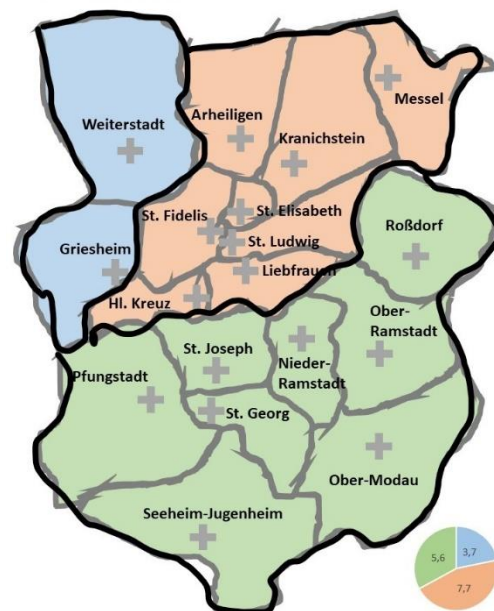 Messel
Arheiligen
Weiterstadt
Kranichstein
St. Fidelis
St. Elisabeth
Roßdorf
St. Ludwig
Griesheim
Liebfrauen
Hl. Kreuz
Ober-
Ramstadt
St. Joseph
Nieder-
Ramstadt
Pfungstadt
St. Georg
Ober-Modau
Seeheim-Jugenheim
5,6
3,7
7,7